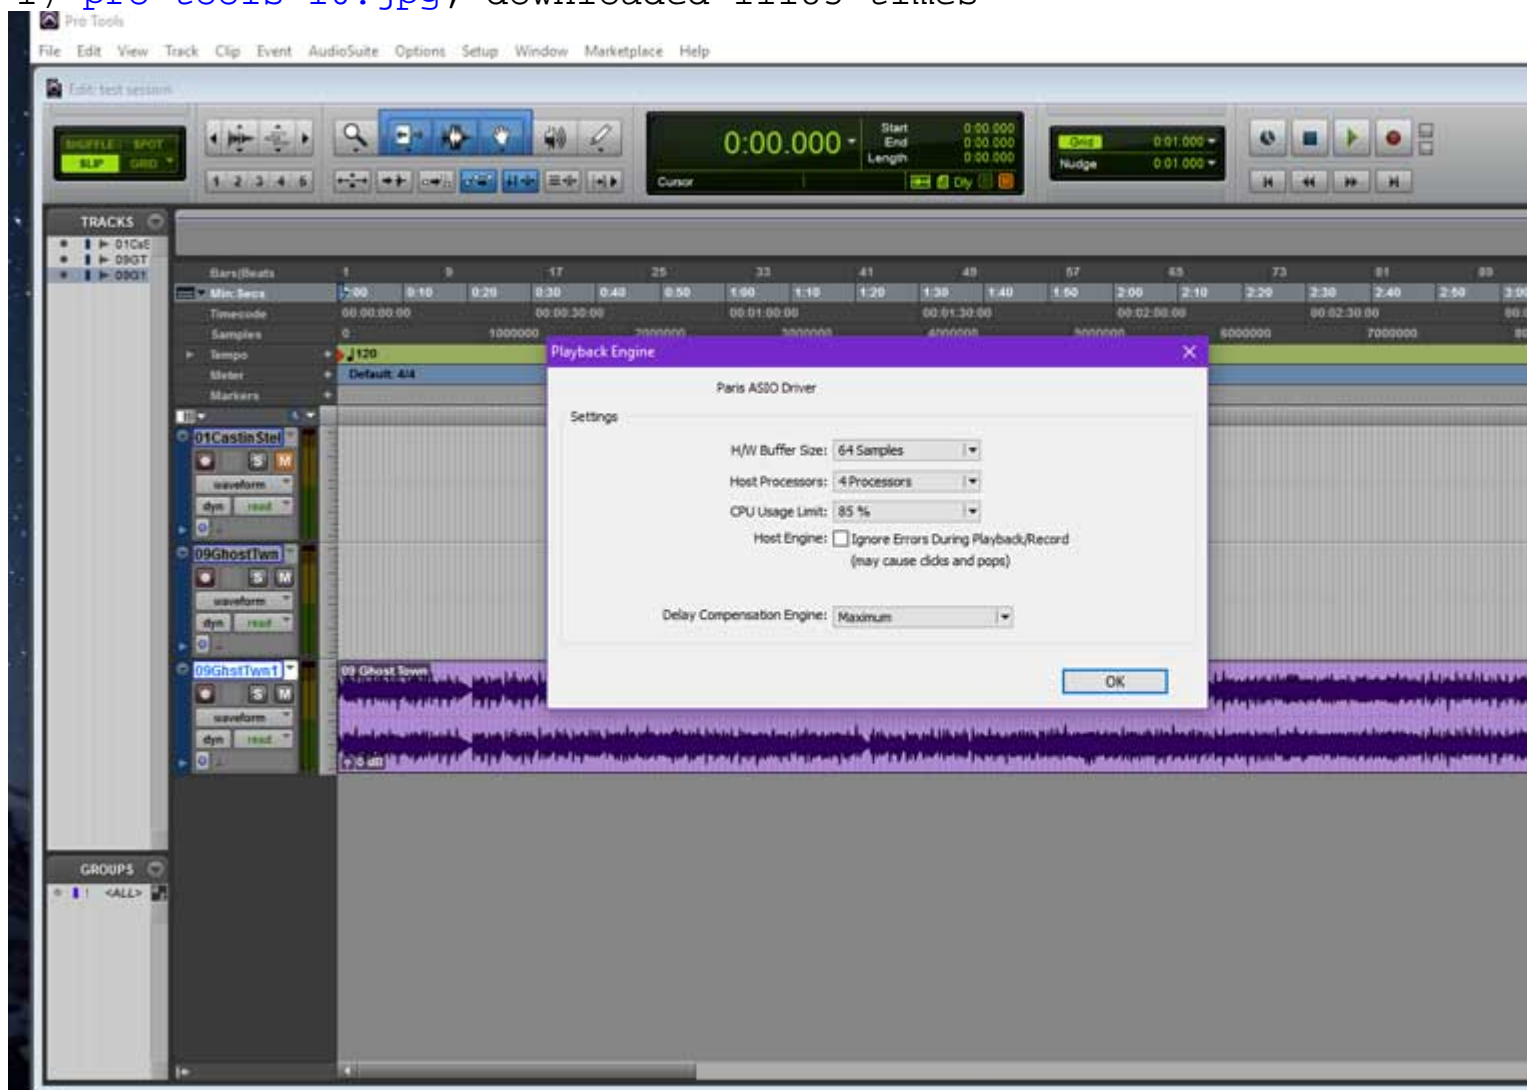 Pro Tools
File Edit View Track Clip Event AudioSuite Options Setup Window Marketplace Help
Edit: test session
SHUFFLE SPOT
SLIP GRID
1 2 3 4 5
0:00.000
Start 0:00.000
End 0:00.000
Length 0:00.000
Cursor
Dly
Grid 0:01.000
Nudge 0:01.000
TRACKS
01CaS
09GT
09G1
Bars|Beats 1 9 17 25 33 41 49 57 65 73 81 89
Min:Secs 0:00 0:10 0:20 0:30 0:40 0:50 1:00 1:10 1:20 1:30 1:40 1:50 2:00 2:10 2:20 2:30 2:40 2:50 3:00
Timecode 00:00:00:00 00:00:30:00 00:01:00:00 00:01:30:00 00:02:00:00 00:02:30:00
Samples 0 1000000 2000000 3000000 4000000 5000000 6000000 7000000
Tempo 120
Meter Default: 4/4
Markers
Playback Engine
Paris ASIO Driver
Settings
H/W Buffer Size: 64 Samples
Host Processors: 4 Processors
CPU Usage Limit: 85 %
Host Engine: Ignore Errors During Playback/Record
(may cause clicks and pops)
Delay Compensation Engine: Maximum
OK
01CastinStel
S M
waveform
dyn read
09GhostTwn
S M
waveform
dyn read
09GhstTwn1
S M
waveform
dyn read
09 Ghost Town
0 dB
GROUPS
! <ALL>